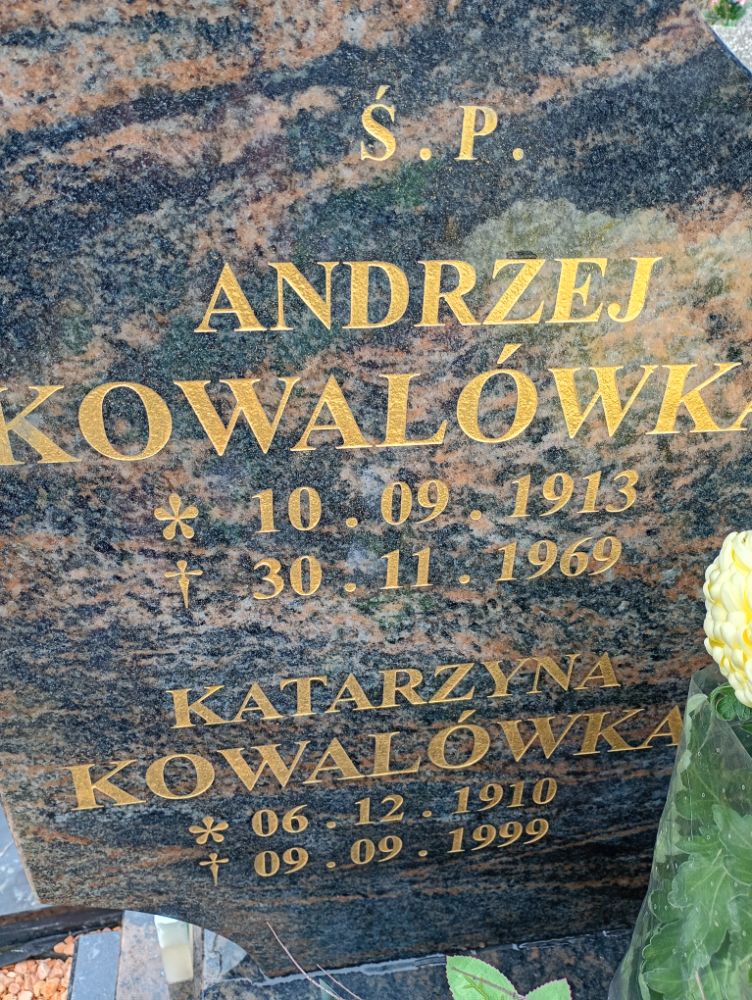 Ś.P.
ANDRZEJ
KOWALÓWKA
* 10.09.1913
† 30.11.1969
KATARZYNA
KOWALÓWKA
* 06.12.1910
† 09.09.1999